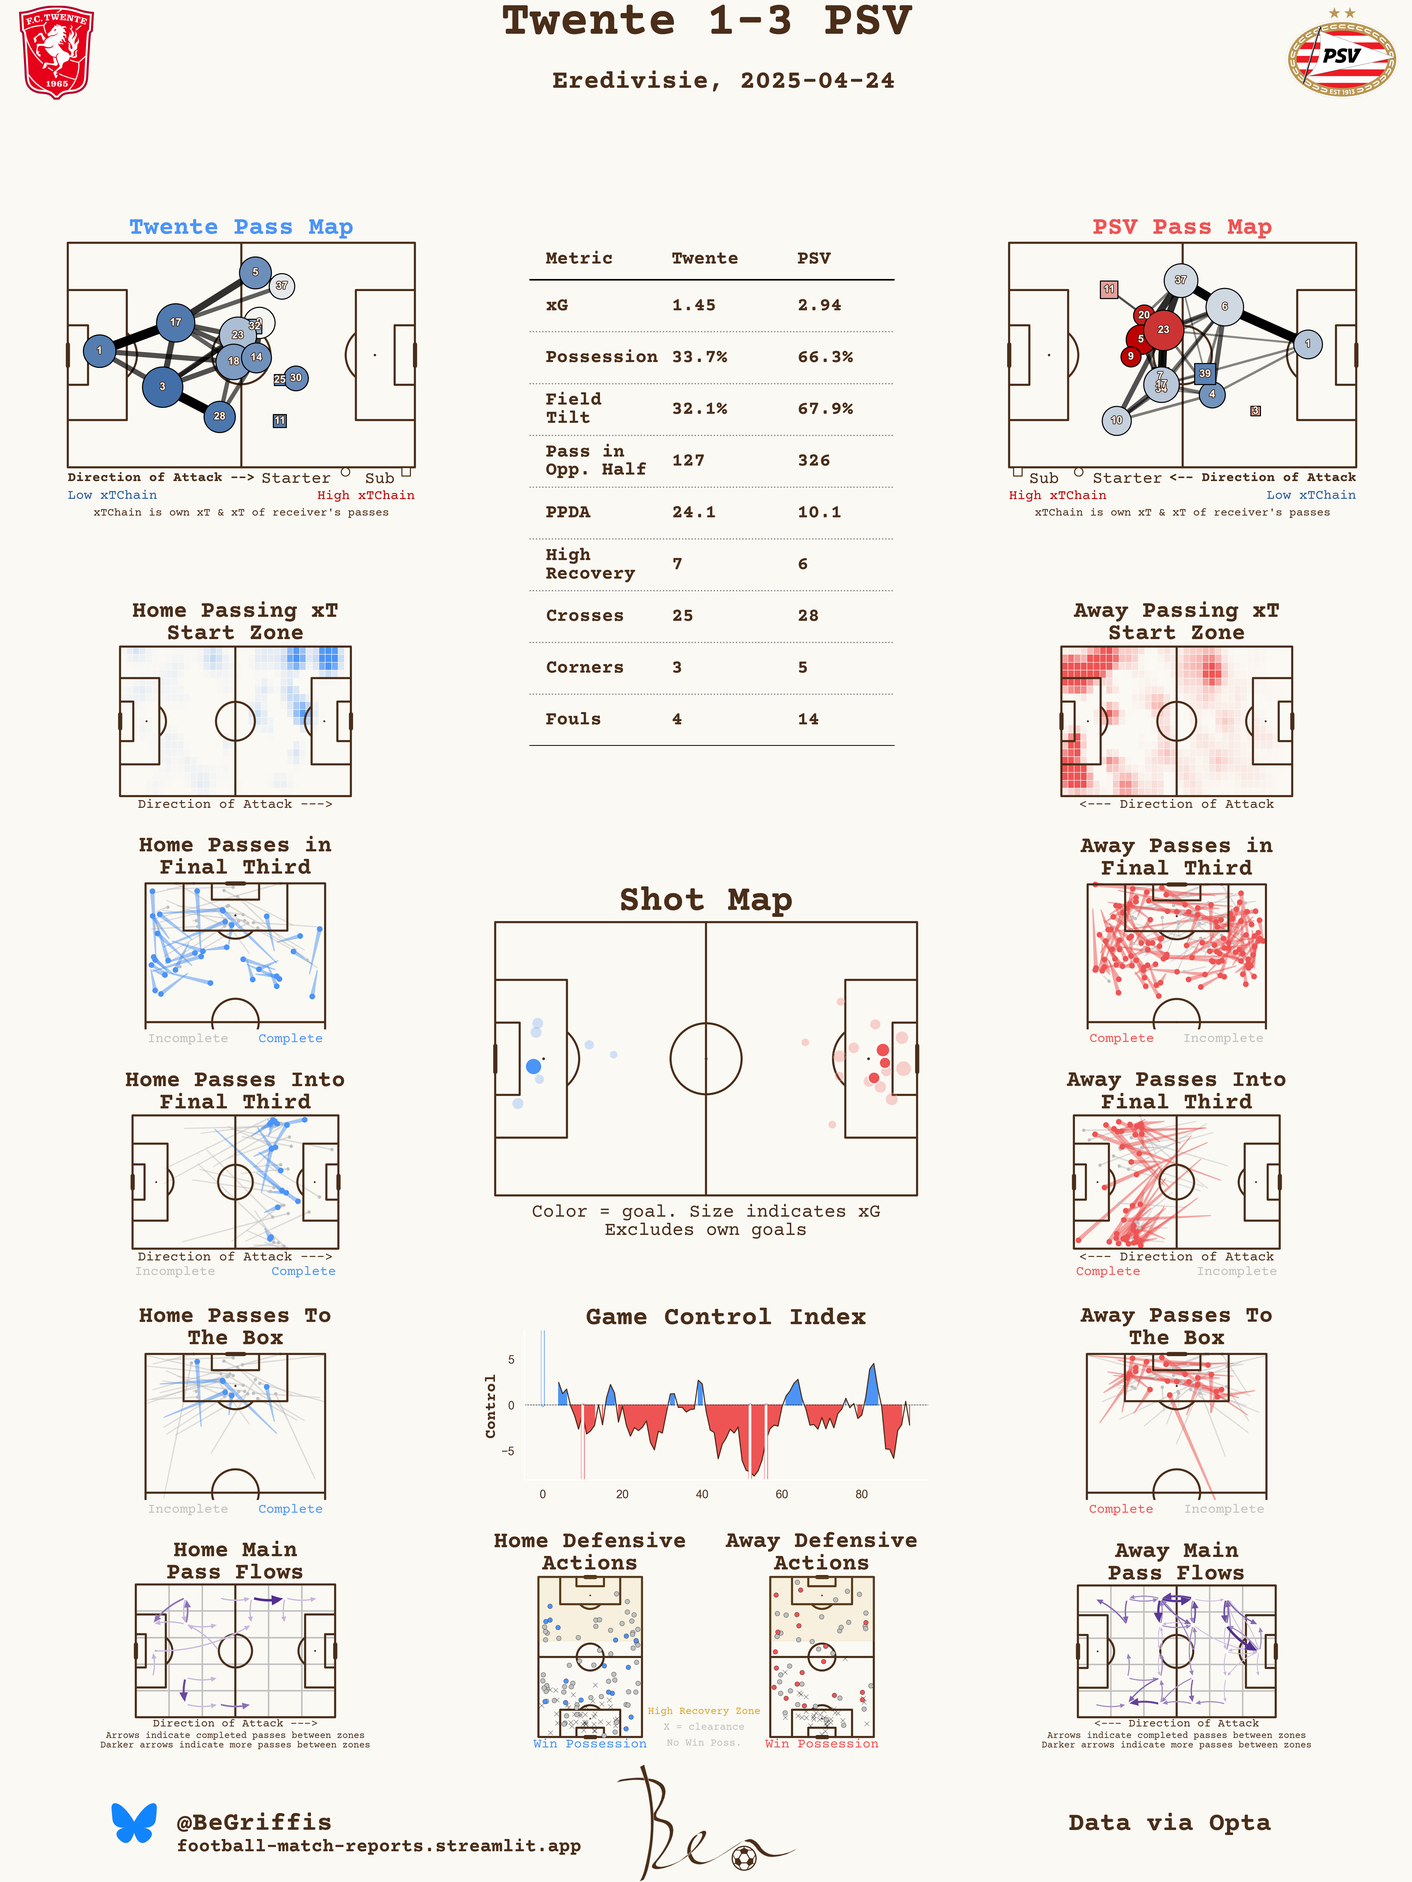 Twente 1-3 PSV
Eredivisie, 2025-04-24
F.C. TWENTE
1965
PSV
EST 1913
Twente Pass Map
5
37
17
32
23
1
18
14
3
25
30
28
11
Direction of Attack --> Starter Sub
Low xTChain High xTChain
xTChain is own xT & xT of receiver's passes
Metric Twente PSV
xG 1.45 2.94
Possession 33.7% 66.3%
Field
Tilt 32.1% 67.9%
Pass in
Opp. Half 127 326
PPDA 24.1 10.1
High
Recovery 7 6
Crosses 25 28
Corners 3 5
Fouls 4 14
PSV Pass Map
37
11
6
20
23
5
1
9
7
39
34
4
10
3
Sub Starter <-- Direction of Attack
High xTChain Low xTChain
xTChain is own xT & xT of receiver's passes
Home Passing xT
Start Zone
Direction of Attack --->
Away Passing xT
Start Zone
<--- Direction of Attack
Home Passes in
Final Third
Incomplete Complete
Away Passes in
Final Third
Complete Incomplete
Shot Map
Color = goal. Size indicates xG
Excludes own goals
Home Passes Into
Final Third
Direction of Attack --->
Incomplete Complete
Away Passes Into
Final Third
<--- Direction of Attack
Complete Incomplete
Home Passes To
The Box
Incomplete Complete
Game Control Index
Control
5
0
−5
0 20 40 60 80
Away Passes To
The Box
Complete Incomplete
Home Main
Pass Flows
Direction of Attack --->
Arrows indicate completed passes between zones
Darker arrows indicate more passes between zones
Home Defensive
Actions
Win Possession
Away Defensive
Actions
Win Possession
High Recovery Zone
X = clearance
No Win Poss.
Away Main
Pass Flows
<--- Direction of Attack
Arrows indicate completed passes between zones
Darker arrows indicate more passes between zones
@BeGriffis
football-match-reports.streamlit.app
Ben
Data via Opta